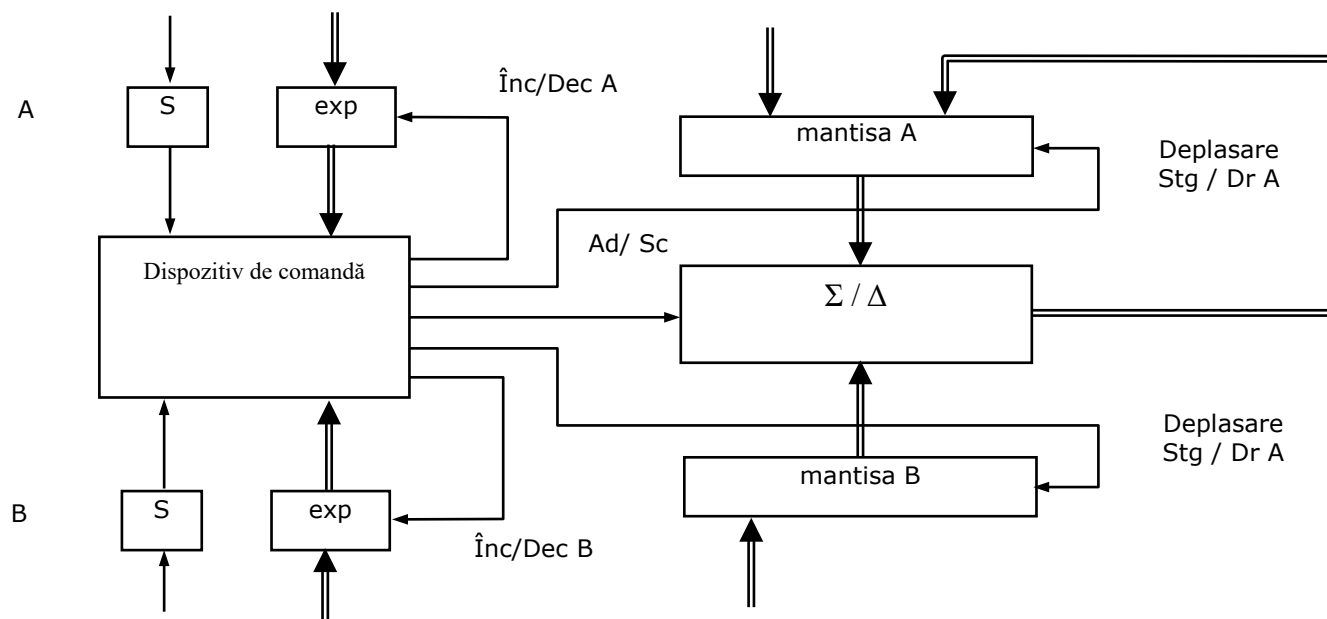 Înc/Dec A
A
S
exp
mantisa A
Deplasare
Stg / Dr A
Ad/ Sc
Dispozitiv de comandă
Σ / Δ
Deplasare
Stg / Dr A
mantisa B
B
S
exp
Înc/Dec B